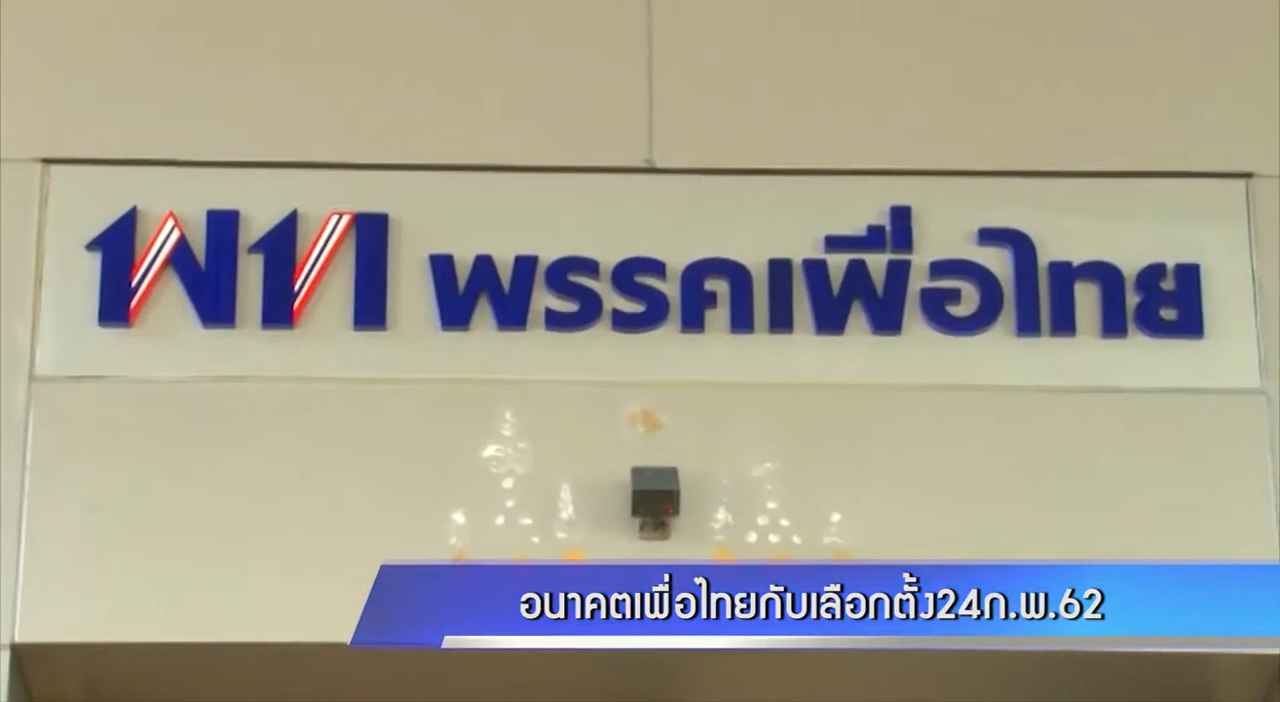 พท พรรคเพื่อไทย
อนาคตเพื่อไทยกับเลือกตั้ง24ก.พ.62